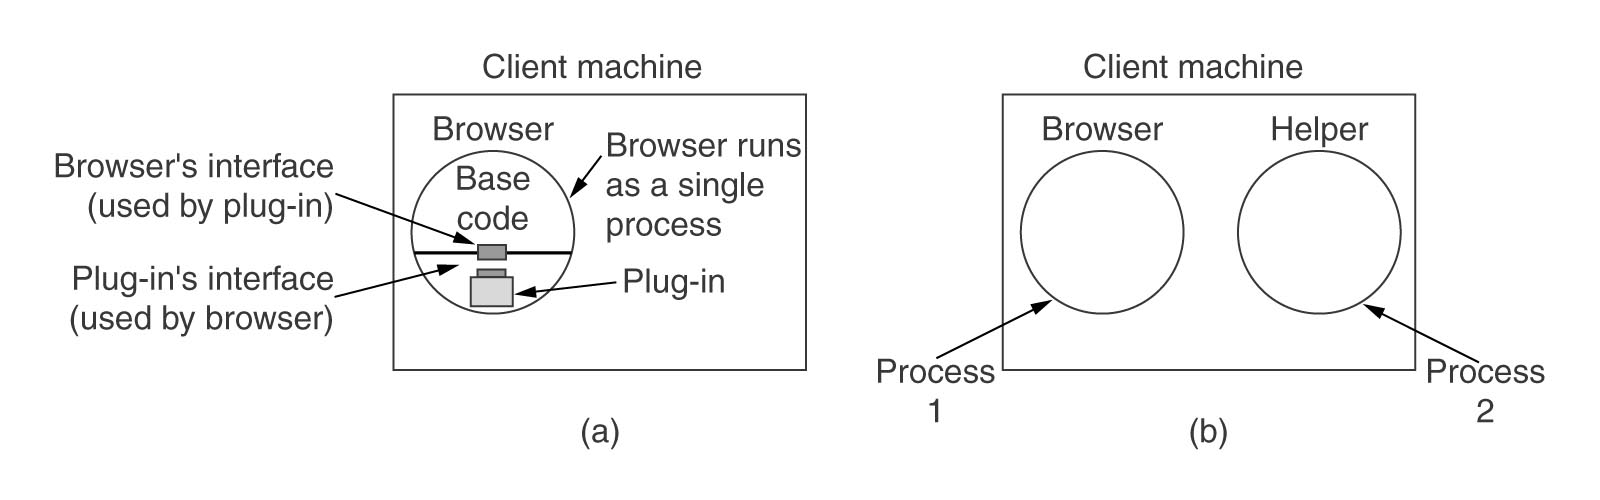 Client machine
Browser
Base
code
Browser runs
as a single
process
Browser's interface
(used by plug-in)
Plug-in's interface
(used by browser)
Plug-in
(a)
Client machine
Browser
Helper
Process
1
Process
2
(b)